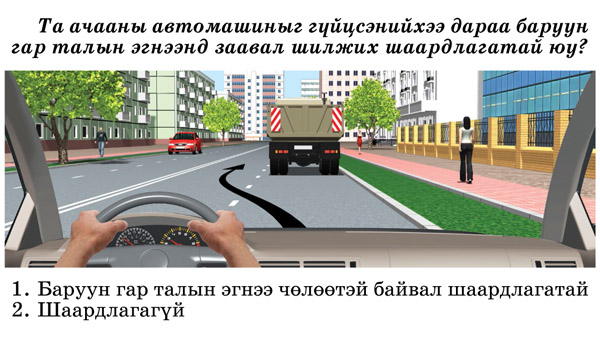 Та ачааны автомашиныг гүйцсэнийхээ дараа баруун
гар талын эгнээнд заавал шилжих шаардлагатай юу?
1. Баруун гар талын эгнээ чөлөөтэй байвал шаардлагатай
2. Шаардлагагүй